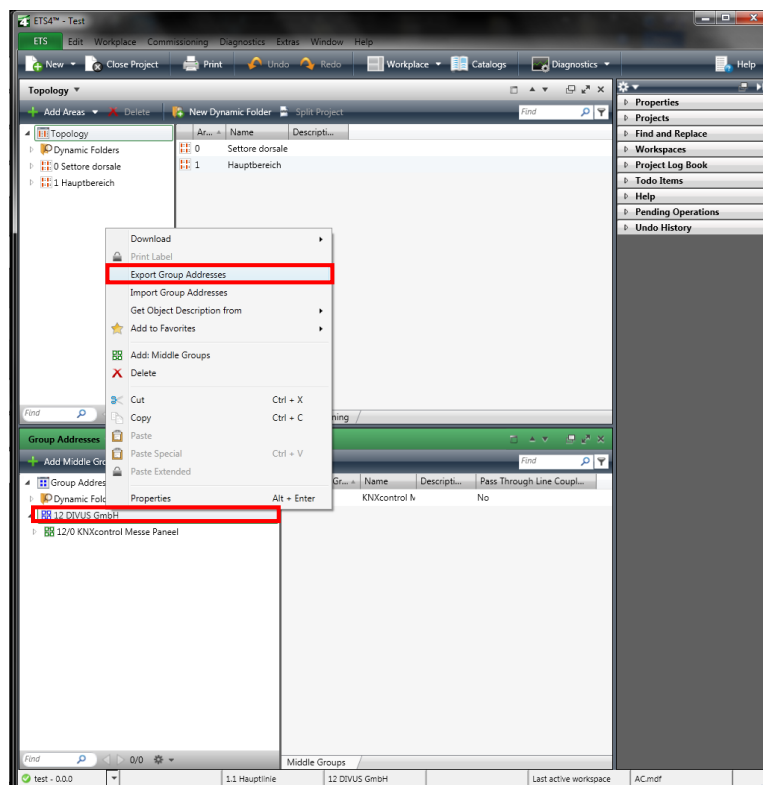 ETS4™ - Test
ETS Edit Workplace Commissioning Diagnostics Extras Window Help
New Close Project Print Undo Redo Workplace Catalogs Diagnostics Help
Topology
Add Areas Delete New Dynamic Folder Split Project Find
Topology
Dynamic Folders
0 Settore dorsale
1 Hauptbereich
Ar... Name Descripti...
0 Settore dorsale
1 Hauptbereich
Properties
Projects
Find and Replace
Workspaces
Project Log Book
Todo Items
Help
Pending Operations
Undo History
Download
Print Label
Export Group Addresses
Import Group Addresses
Get Object Description from
Add to Favorites
Add: Middle Groups
Delete
Cut Ctrl + X
Copy Ctrl + C
Paste
Paste Special Ctrl + V
Paste Extended
Properties Alt + Enter
Find
ning
Group Addresses
Add Middle Gro
Find
Group Addres
Dynamic Fold
12 DIVUS GmbH
12/0 KNXcontrol Messe Paneel
Gr... Name Descripti... Pass Through Line Coupl...
KNXcontrol M No
Find 0/0
Middle Groups
test - 0.0.0 1.1 Hauptlinie 12 DIVUS GmbH Last active workspace AC.mdf